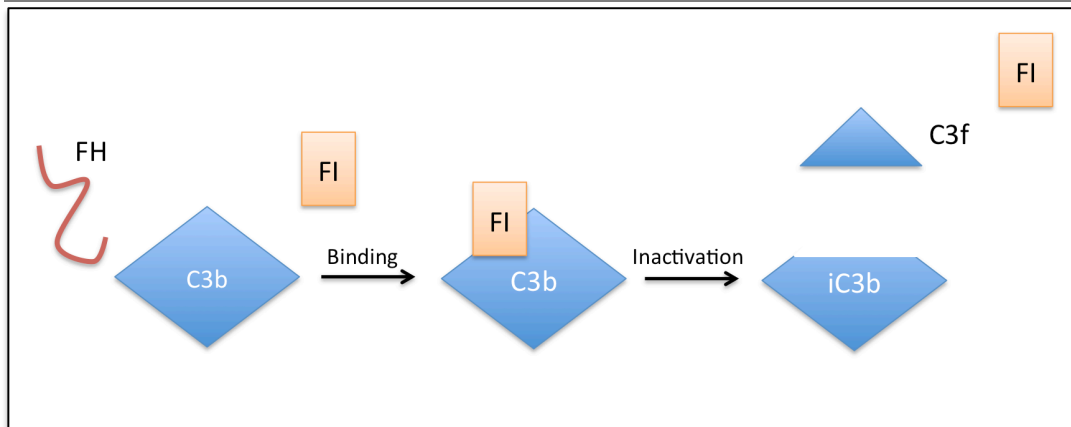 FH
FI
C3b
Binding
FI
C3b
Inactivation
C3f
FI
iC3b